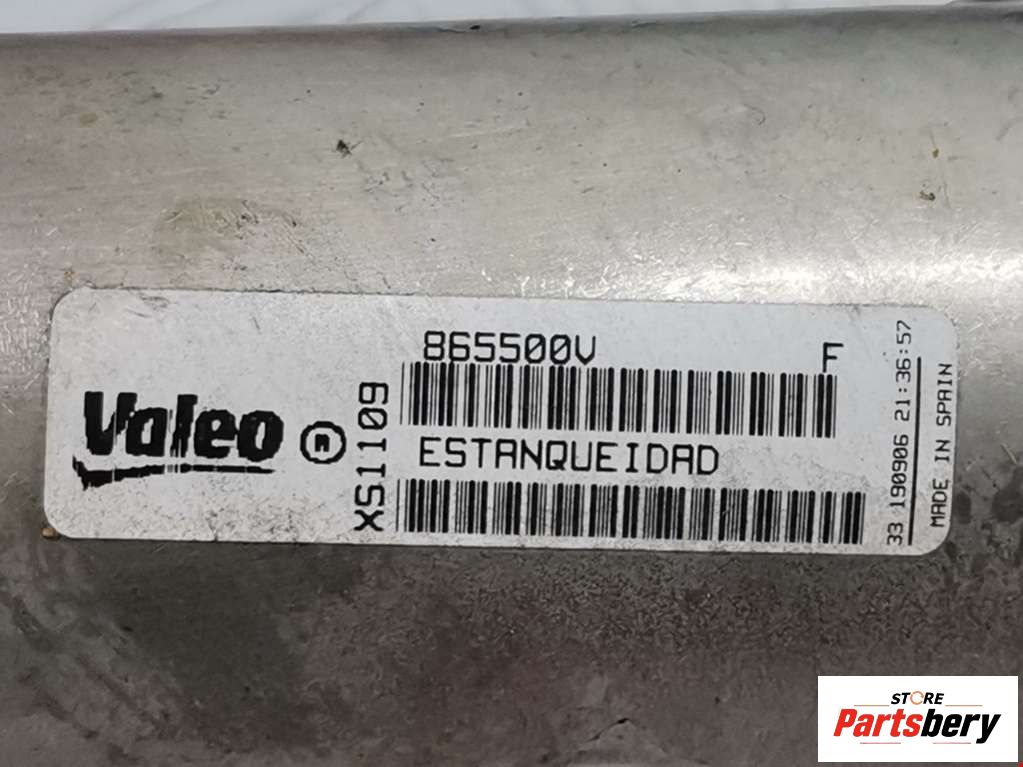 865500V
F
Valeo ®
XS1109
ESTANQUEIDAD
33 190906 21:36:57
MADE IN SPAIN
STORE
Partsbery